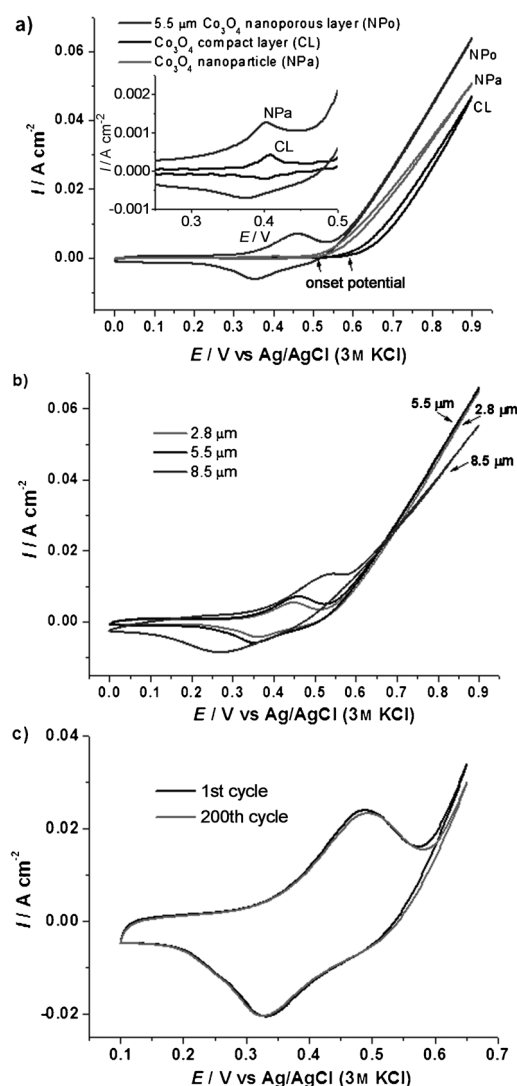 a)
5.5 µm Co₃O₄ nanoporous layer (NPo)
Co₃O₄ compact layer (CL)
Co₃O₄ nanoparticle (NPa)
0.06
0.04
0.02
0.00
I / A cm⁻²
0.002
0.001
0.000
-0.001
I / A cm⁻²
NPa
CL
0.3 0.4 0.5
E / V
NPo
NPa
CL
onset potential
0.0 0.1 0.2 0.3 0.4 0.5 0.6 0.7 0.8 0.9
E / V vs Ag/AgCl (3M KCl)
b)
0.06
0.04
0.02
0.00
I / A cm⁻²
2.8 µm
5.5 µm
8.5 µm
5.5 µm
2.8 µm
8.5 µm
0.0 0.1 0.2 0.3 0.4 0.5 0.6 0.7 0.8 0.9
E / V vs Ag/AgCl (3M KCl)
c)
0.04
0.02
0.00
-0.02
I / A cm⁻²
1st cycle
200th cycle
0.1 0.2 0.3 0.4 0.5 0.6 0.7
E / V vs Ag/AgCl (3M KCl)